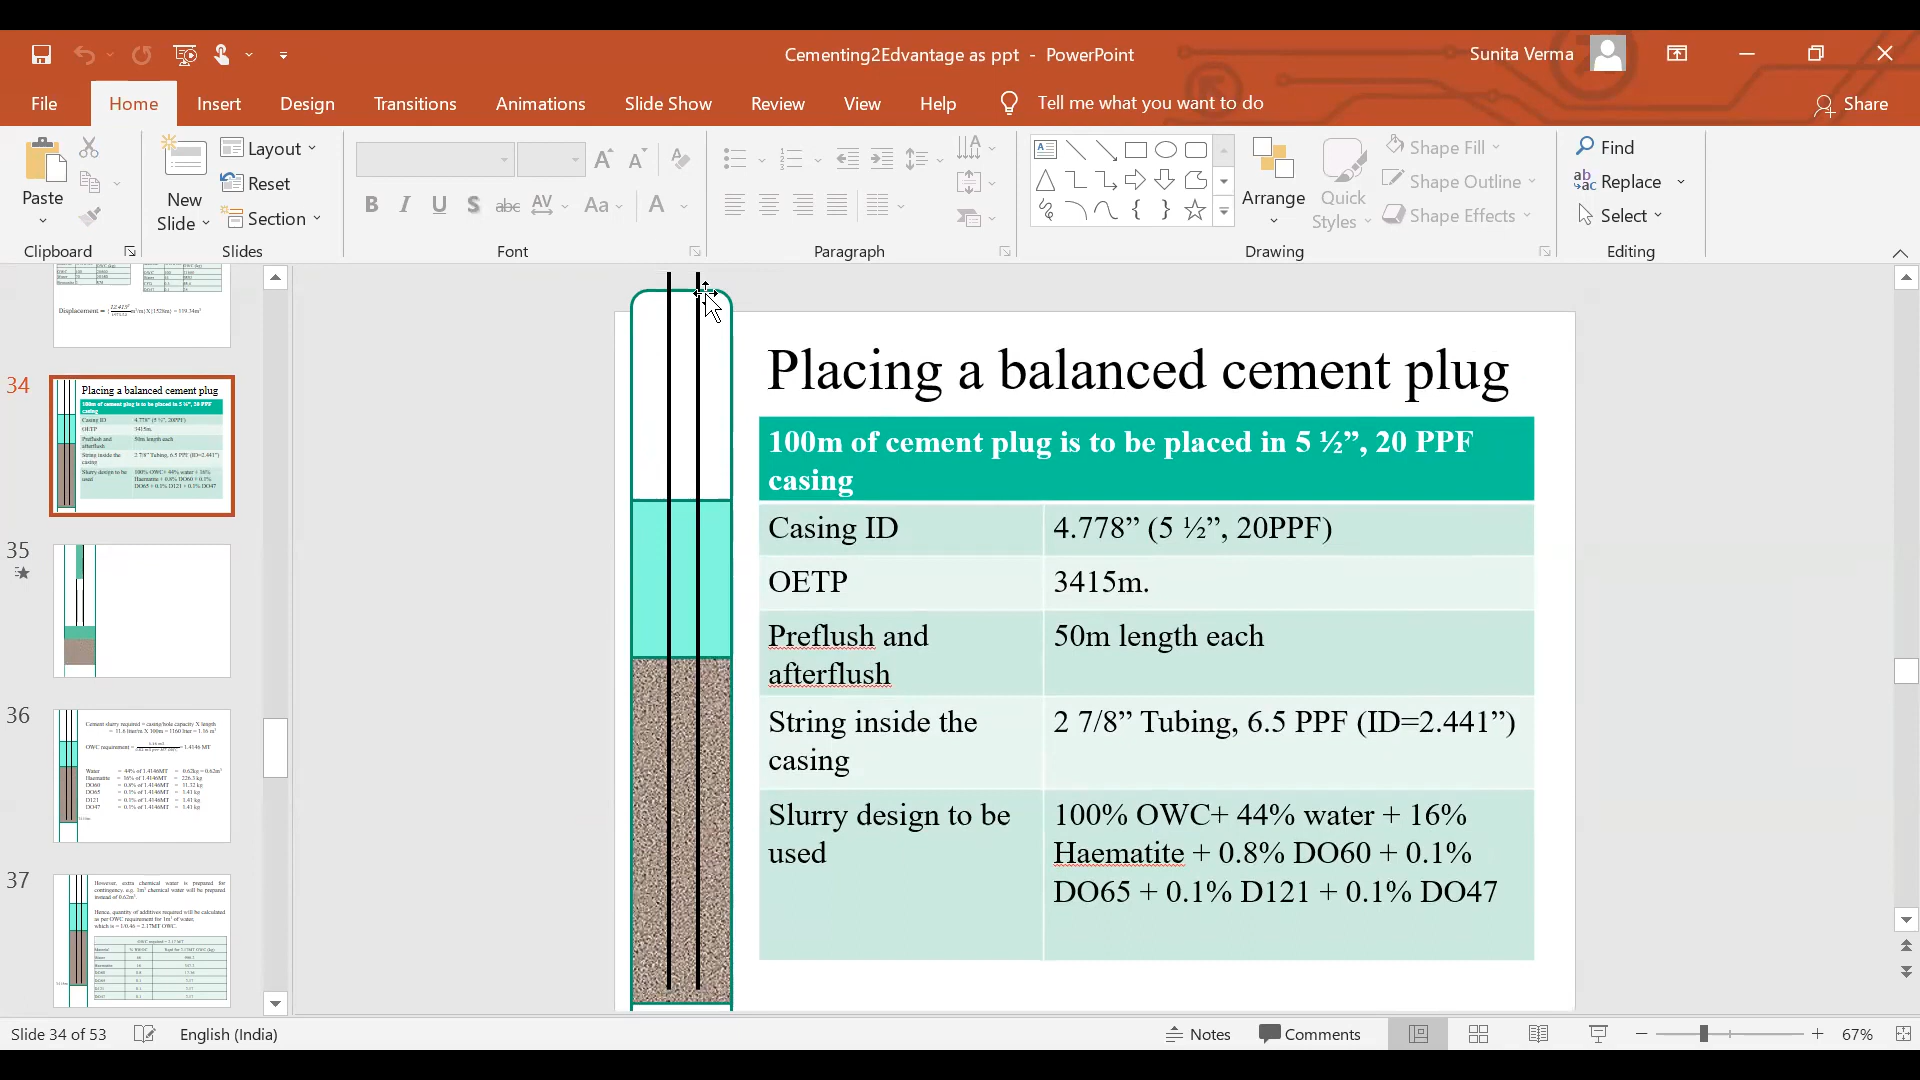 Cementing2Edvantage as ppt - PowerPoint
Sunita Verma
File Home Insert Design Transitions Animations Slide Show Review View Help Tell me what you want to do Share
Paste
New Slide
Layout
Reset
Section
B I U S abc AV Aa A
Arrange
Quick Styles
Shape Fill
Shape Outline
Shape Effects
Find
Replace
Select
Clipboard Slides Font Paragraph Drawing Editing
34
Placing a balanced cement plug
35
36
37
Placing a balanced cement plug
100m of cement plug is to be placed in 5 ½”, 20 PPF
casing
Casing ID 4.778” (5 ½”, 20PPF)
OETP 3415m.
Preflush and
afterflush
50m length each
String inside the
casing
2 7/8” Tubing, 6.5 PPF (ID=2.441”)
Slurry design to be
used
100% OWC+ 44% water + 16%
Haematite + 0.8% DO60 + 0.1%
DO65 + 0.1% D121 + 0.1% DO47
Slide 34 of 53 English (India) Notes Comments 67%